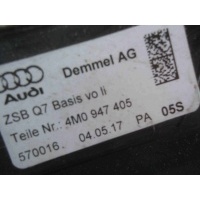 Demmel AG
Audi
ZSB Q7 Basis vo li
Teile Nr.: 4M0 947 405
570016. 04.05.17 PA 05S